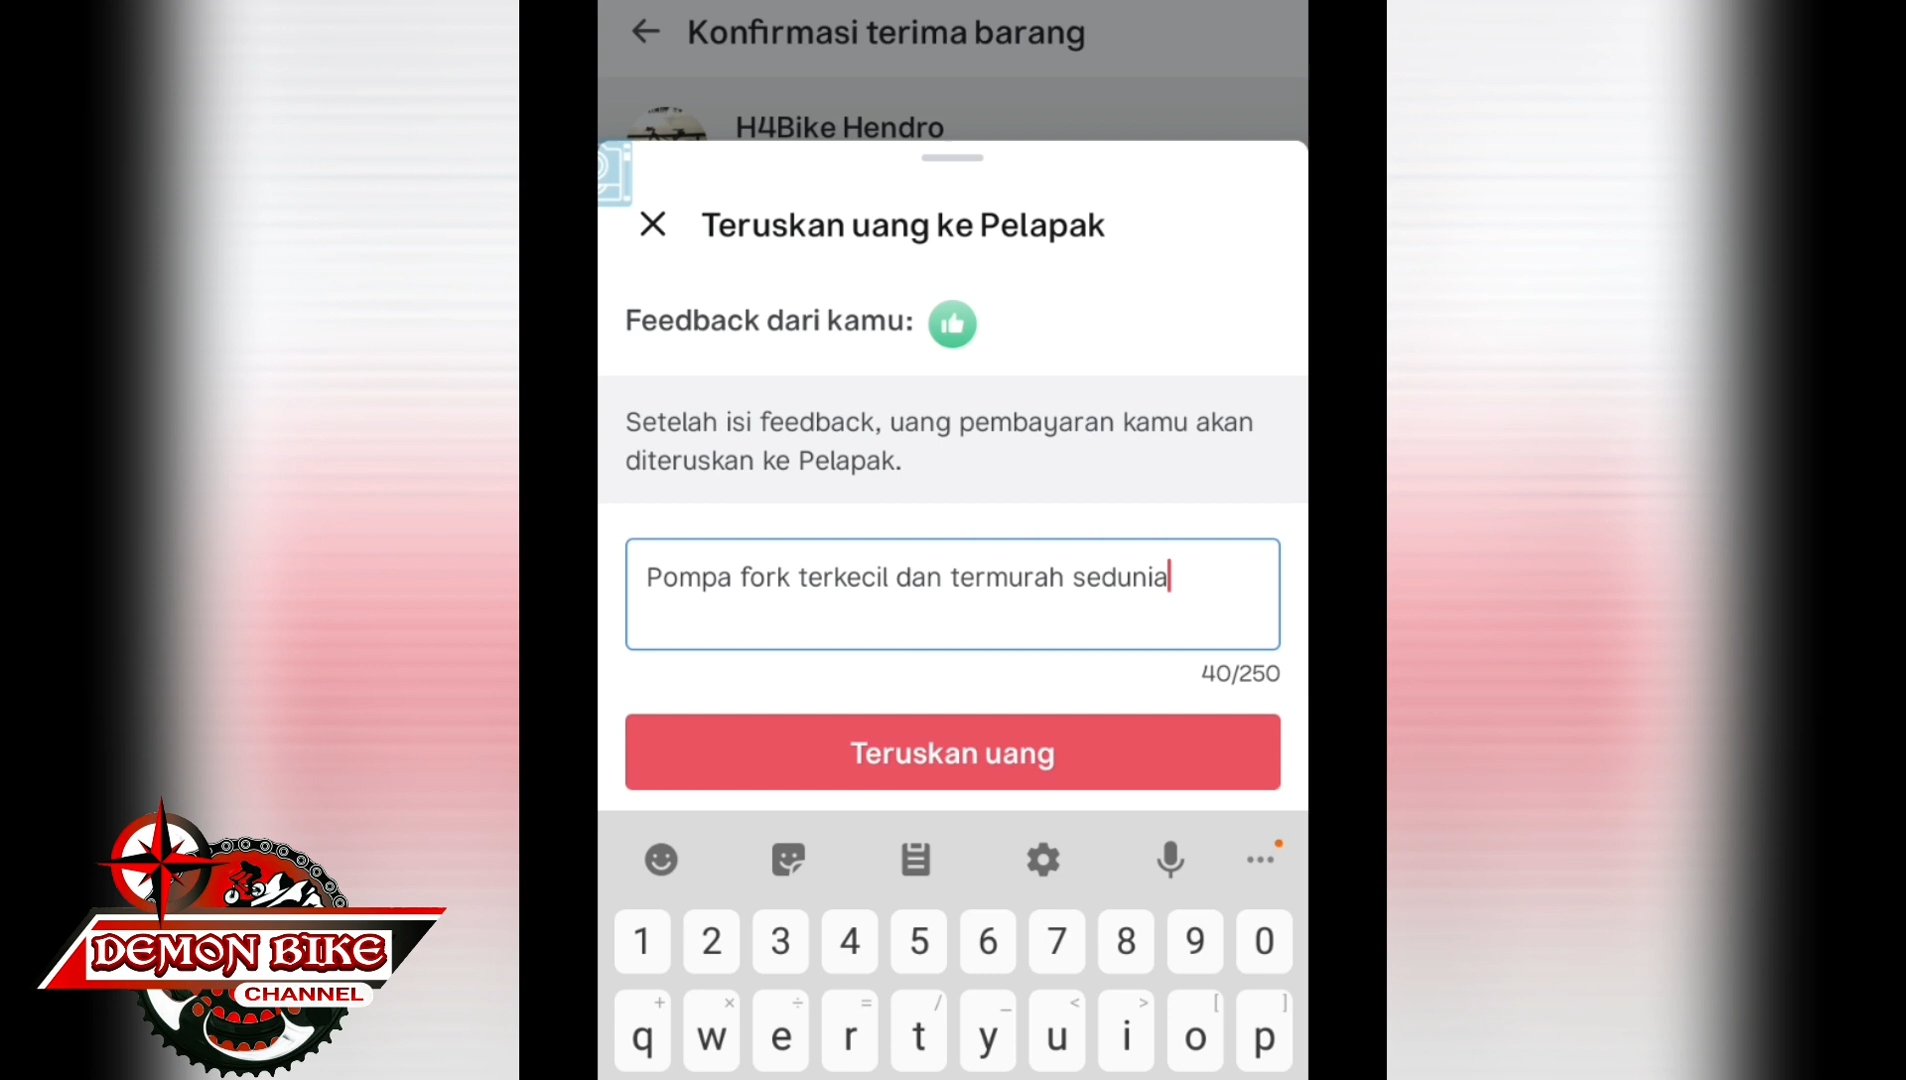 Konfirmasi terima barang
H4Bike Hendro
Teruskan uang ke Pelapak
Feedback dari kamu:
Setelah isi feedback, uang pembayaran kamu akan
diteruskan ke Pelapak.
Pompa fork terkecil dan termurah sedunia
40/250
Teruskan uang
1 2 3 4 5 6 7 8 9 0
+ × ÷ = / _ < > [ ]
q w e r t y u i o p
DEMON BIKE
CHANNEL